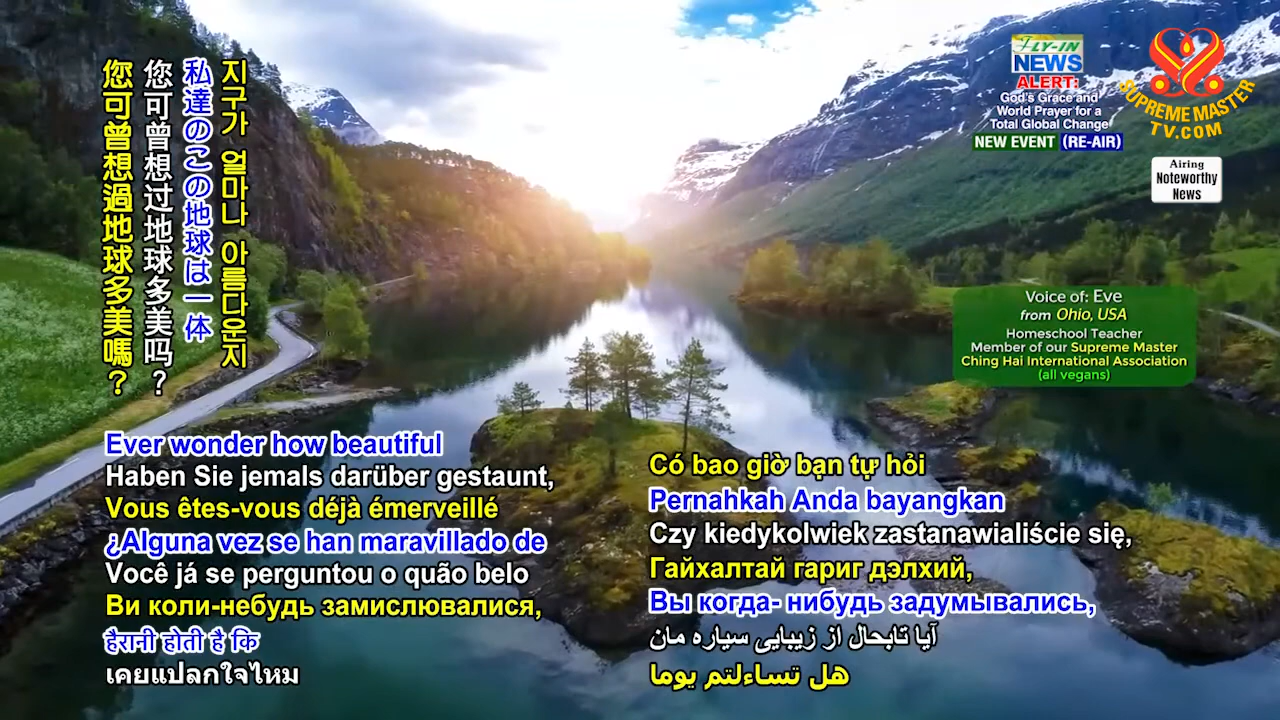 您可曾想過地球多美嗎？
您可曾想过地球多美吗？
私達のこの地球は一体
지구가 얼마나 아름다운지
FLY-IN
NEWS
ALERT:
God's Grace and
World Prayer for a
Total Global Change
NEW EVENT (RE-AIR)
SUPREME MASTER
TV.COM
Airing
Noteworthy
News
Voice of: Eve
from Ohio, USA
Homeschool Teacher
Member of our Supreme Master
Ching Hai International Association
(all vegans)
Ever wonder how beautiful
Haben Sie jemals darüber gestaunt,
Vous êtes-vous déjà émerveillé
¿Alguna vez se han maravillado de
Você já se perguntou o quão belo
Ви коли-небудь замислювалися,
हैरानी होती है कि
เคยแปลกใจไหม
Có bao giờ bạn tự hỏi
Pernahkah Anda bayangkan
Czy kiedykolwiek zastanawialiście się,
Гайхалтай гариг дэлхий,
Вы когда- нибудь задумывались,
آیا تابحال از زیبایی سیاره مان
هل تساءلتم يوما